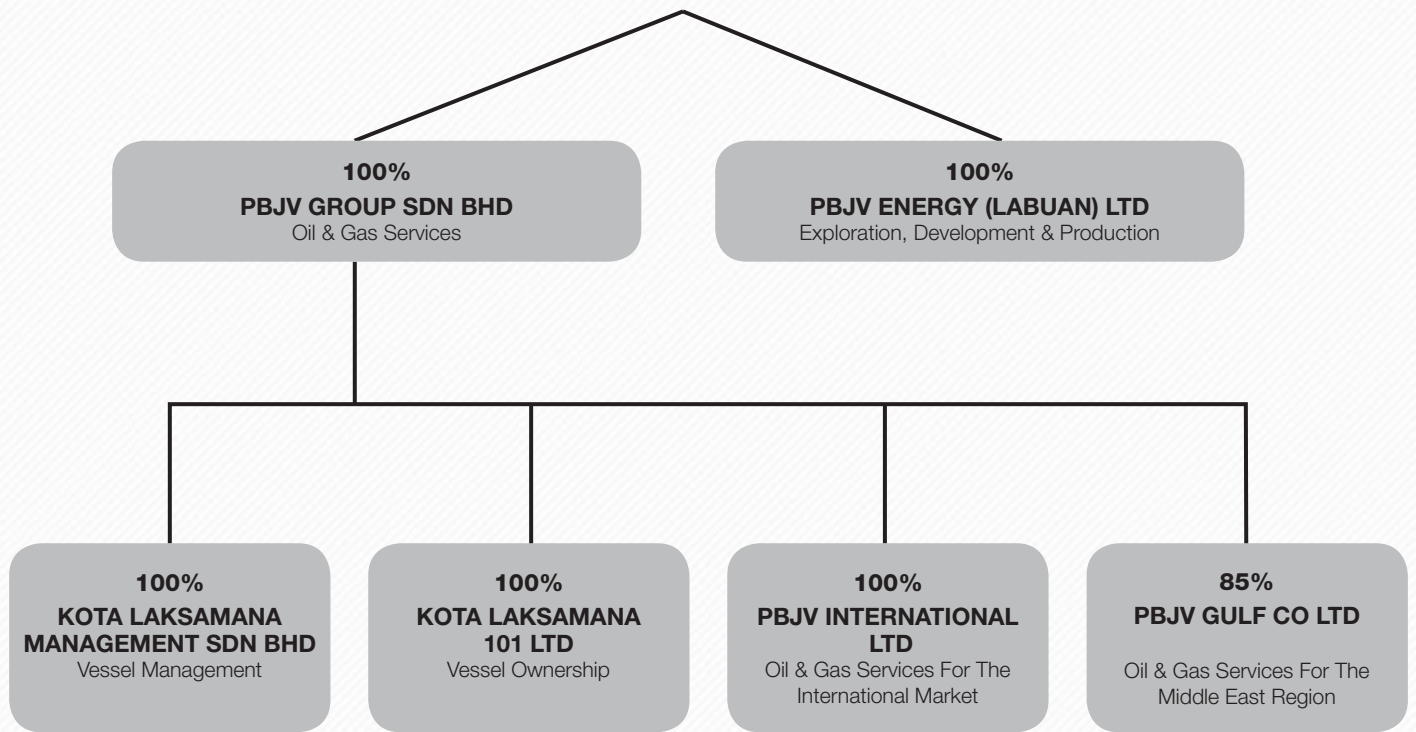 100%
PBJV GROUP SDN BHD
Oil & Gas Services
100%
PBJV ENERGY (LABUAN) LTD
Exploration, Development & Production
100%
KOTA LAKSAMANA
MANAGEMENT SDN BHD
Vessel Management
100%
KOTA LAKSAMANA
101 LTD
Vessel Ownership
100%
PBJV INTERNATIONAL
LTD
Oil & Gas Services For The
International Market
85%
PBJV GULF CO LTD
Oil & Gas Services For The
Middle East Region